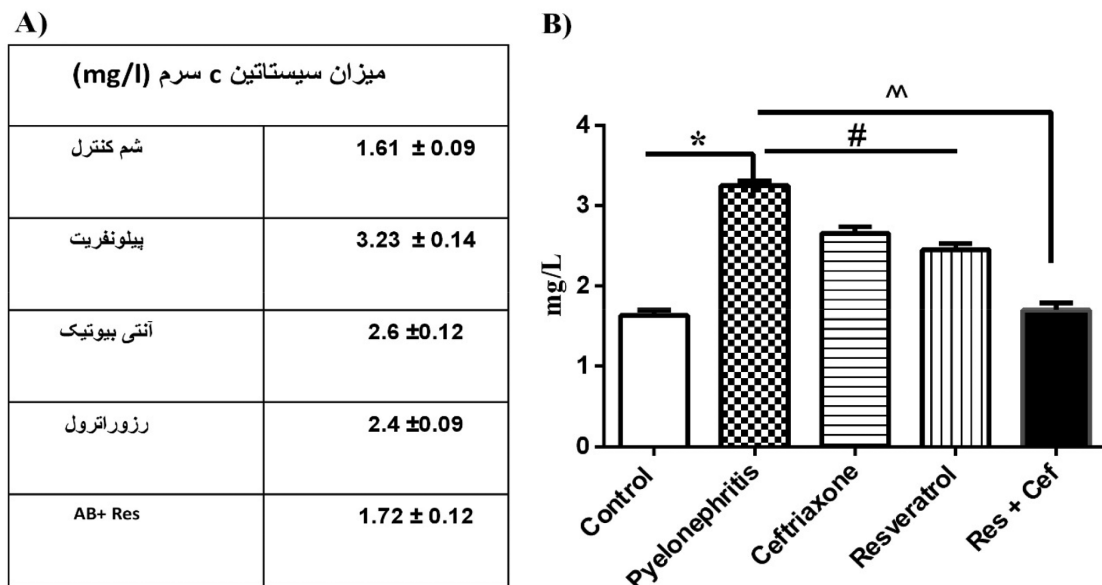 A)
میزان سیستاتین c سرم (mg/l)
شم کنترل 1.61 ± 0.09
پیلونفریت 3.23 ± 0.14
آنتی بیوتیک 2.6 ±0.12
رزوراترول 2.4 ±0.09
AB+ Res 1.72 ± 0.12
B)
^^
*
#
mg/L
4
3
2
1
0
Control
Pyelonephritis
Ceftriaxone
Resveratrol
Res + Cef